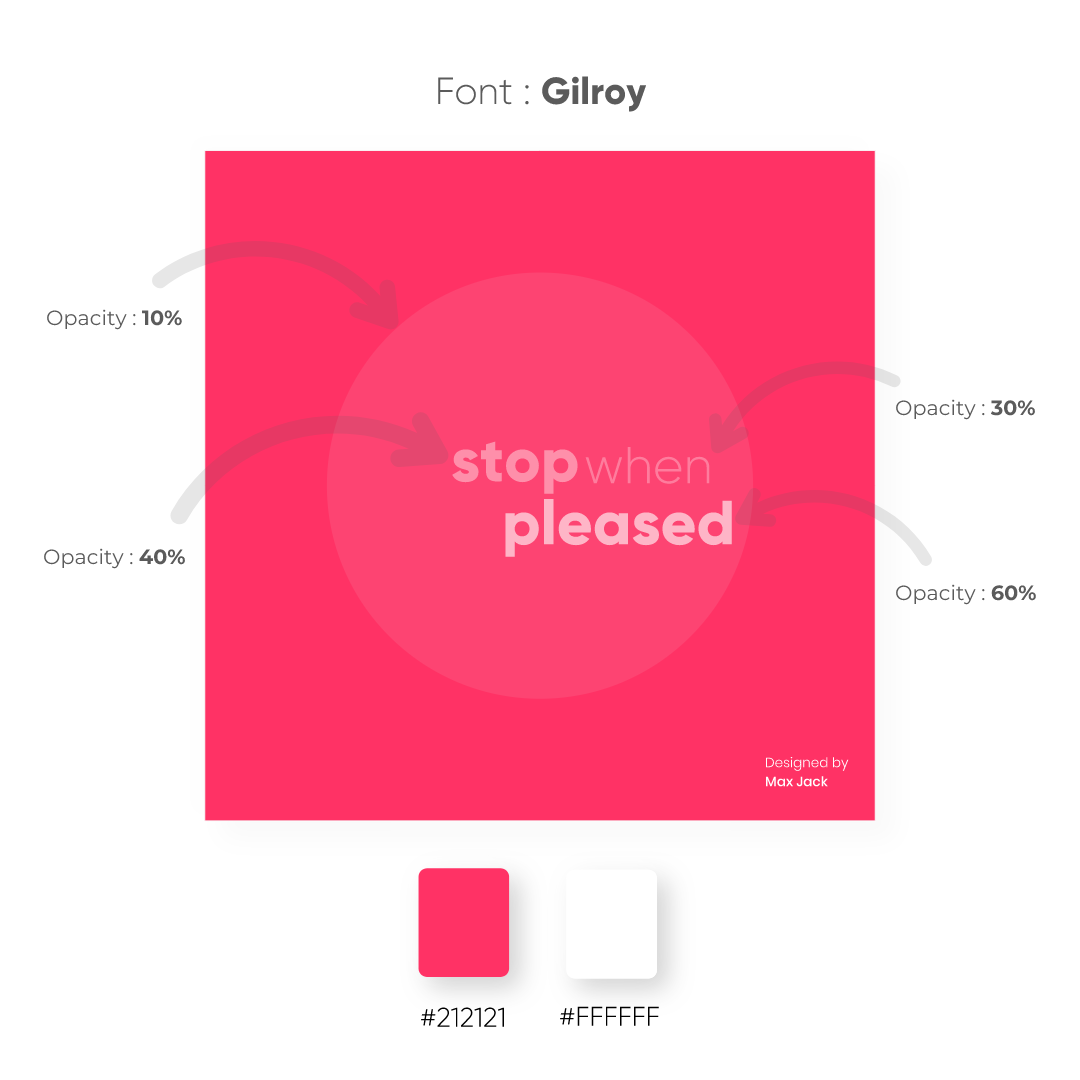 Font : Gilroy
Opacity : 10%
Opacity : 30%
stop when
pleased
Opacity : 40%
Opacity : 60%
Designed by
Max Jack
#212121
#FFFFFF